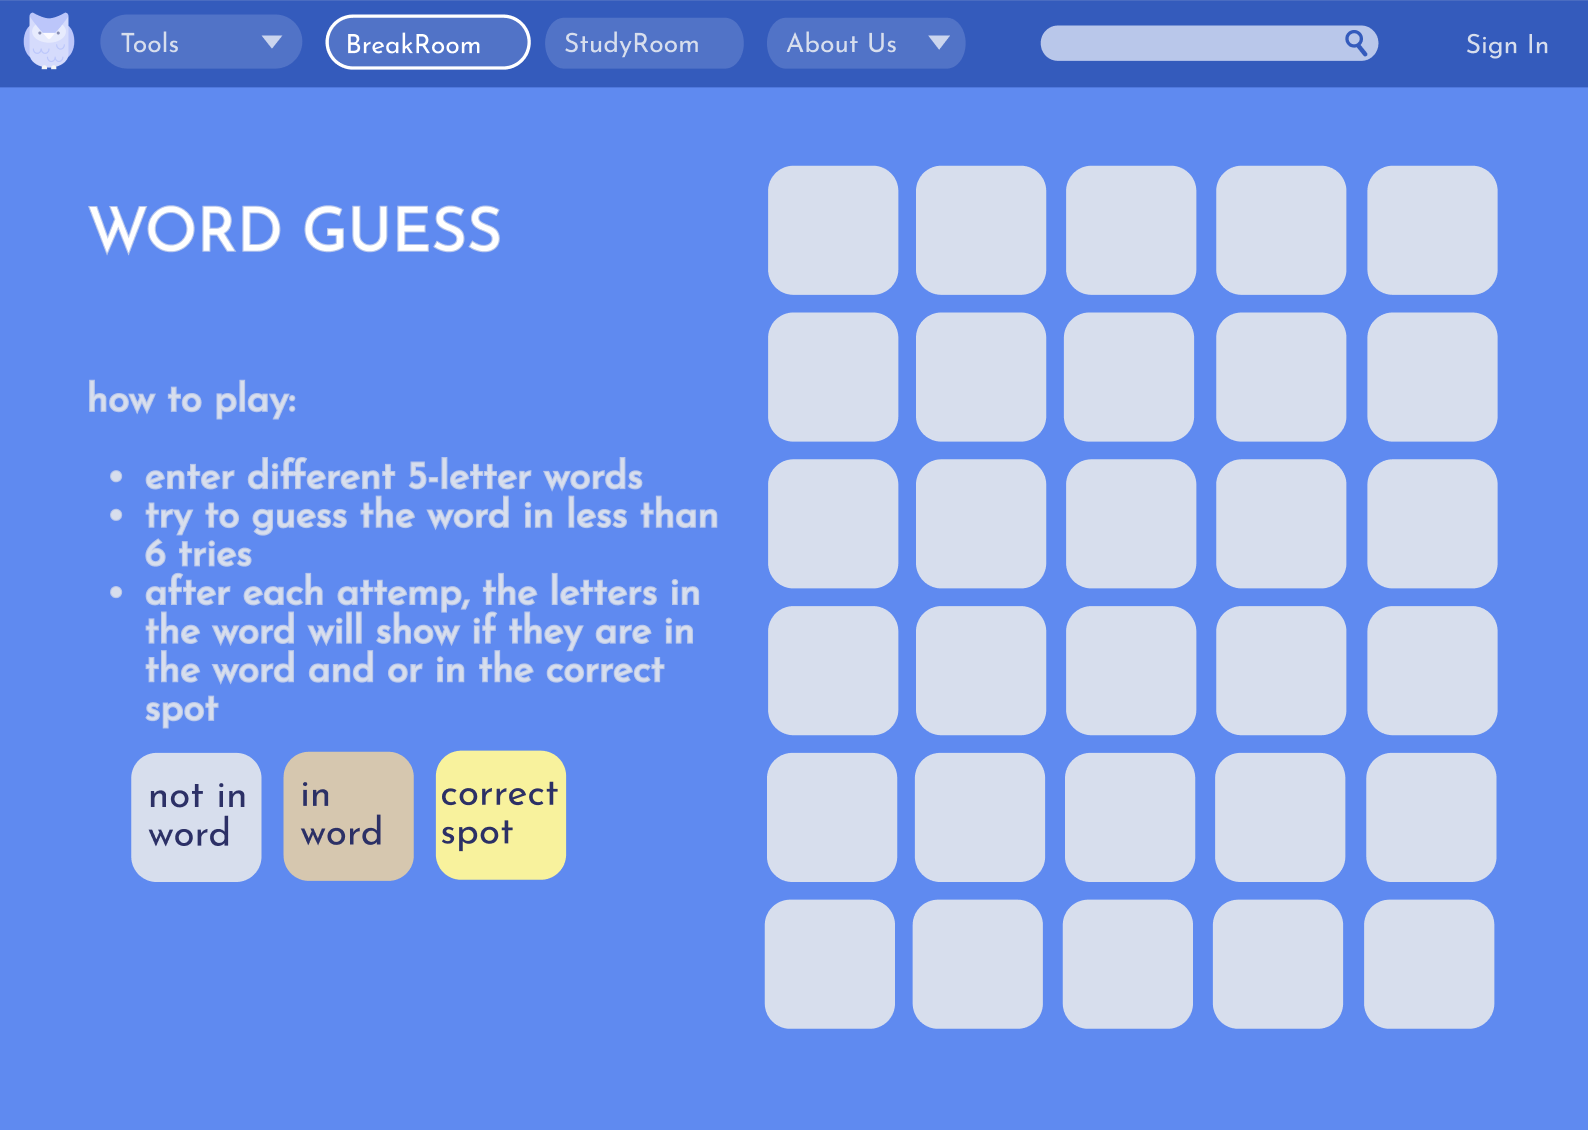 Tools
BreakRoom
StudyRoom
About Us
Sign In
WORD GUESS
how to play:
• enter different 5-letter words
• try to guess the word in less than
6 tries
• after each attemp, the letters in
the word will show if they are in
the word and or in the correct
spot
not in
word
in
word
correct
spot